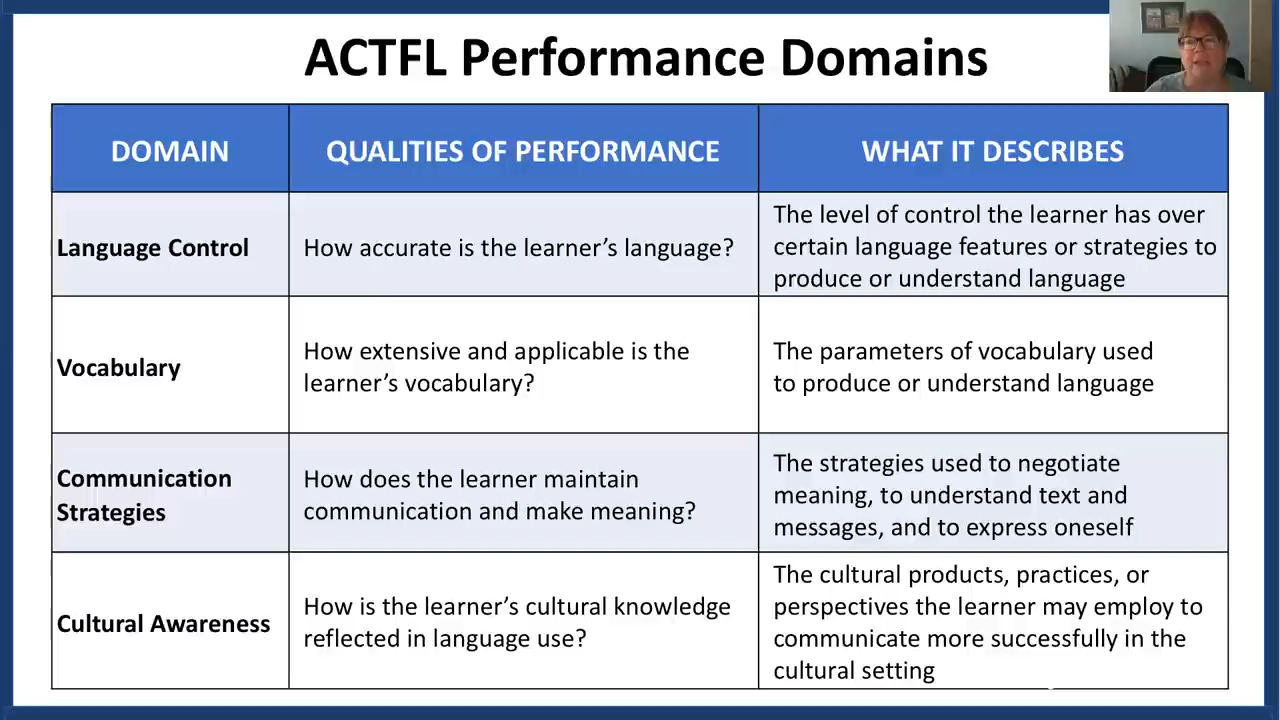 ACTFL Performance Domains
DOMAIN
QUALITIES OF PERFORMANCE
WHAT IT DESCRIBES
Language Control
How accurate is the learner’s language?
The level of control the learner has over
certain language features or strategies to
produce or understand language
Vocabulary
How extensive and applicable is the
learner’s vocabulary?
The parameters of vocabulary used
to produce or understand language
Communication
Strategies
How does the learner maintain
communication and make meaning?
The strategies used to negotiate
meaning, to understand text and
messages, and to express oneself
Cultural Awareness
How is the learner’s cultural knowledge
reflected in language use?
The cultural products, practices, or
perspectives the learner may employ to
communicate more successfully in the
cultural setting